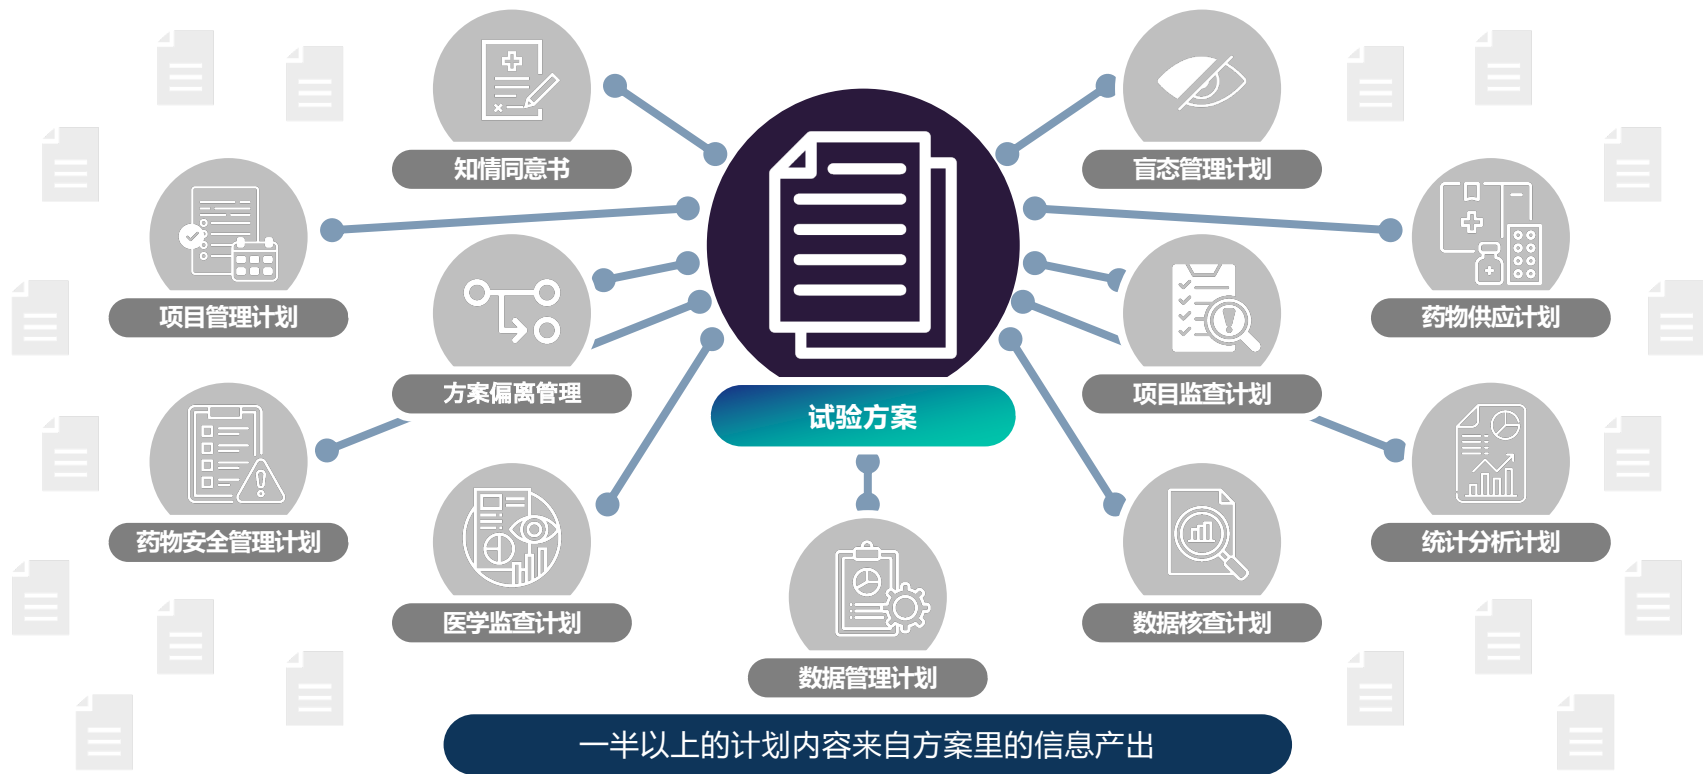 知情同意书
盲态管理计划
项目管理计划
药物供应计划
方案偏离管理
试验方案
项目监查计划
药物安全管理计划
统计分析计划
医学监查计划
数据核查计划
数据管理计划
一半以上的计划内容来自方案里的信息产出